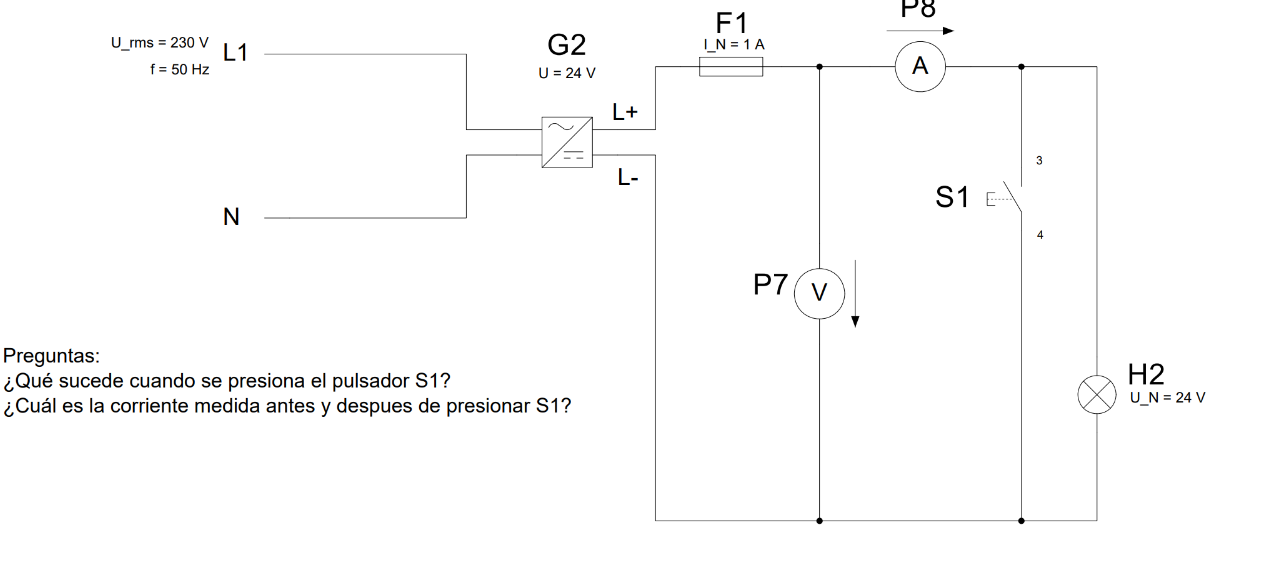 P8
F1
U_rms = 230 V
L1
G2
I_N = 1 A
f = 50 Hz
U = 24 V
A
L+
3
L-
S1
N
4
P7
V
Preguntas:
¿Qué sucede cuando se presiona el pulsador S1?
H2
¿Cuál es la corriente medida antes y despues de presionar S1?
U_N = 24 V